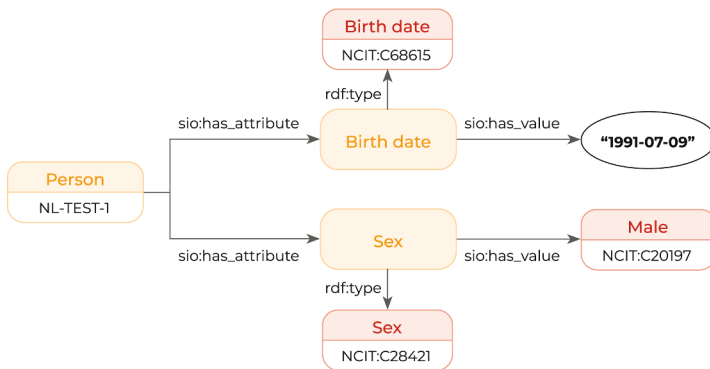 Birth date
NCIT:C68615
rdf:type
sio:has_attribute
Birth date
sio:has_value
“1991-07-09”
Person
NL-TEST-1
Sex
Male
NCIT:C20197
sio:has_attribute
sio:has_value
rdf:type
Sex
NCIT:C28421